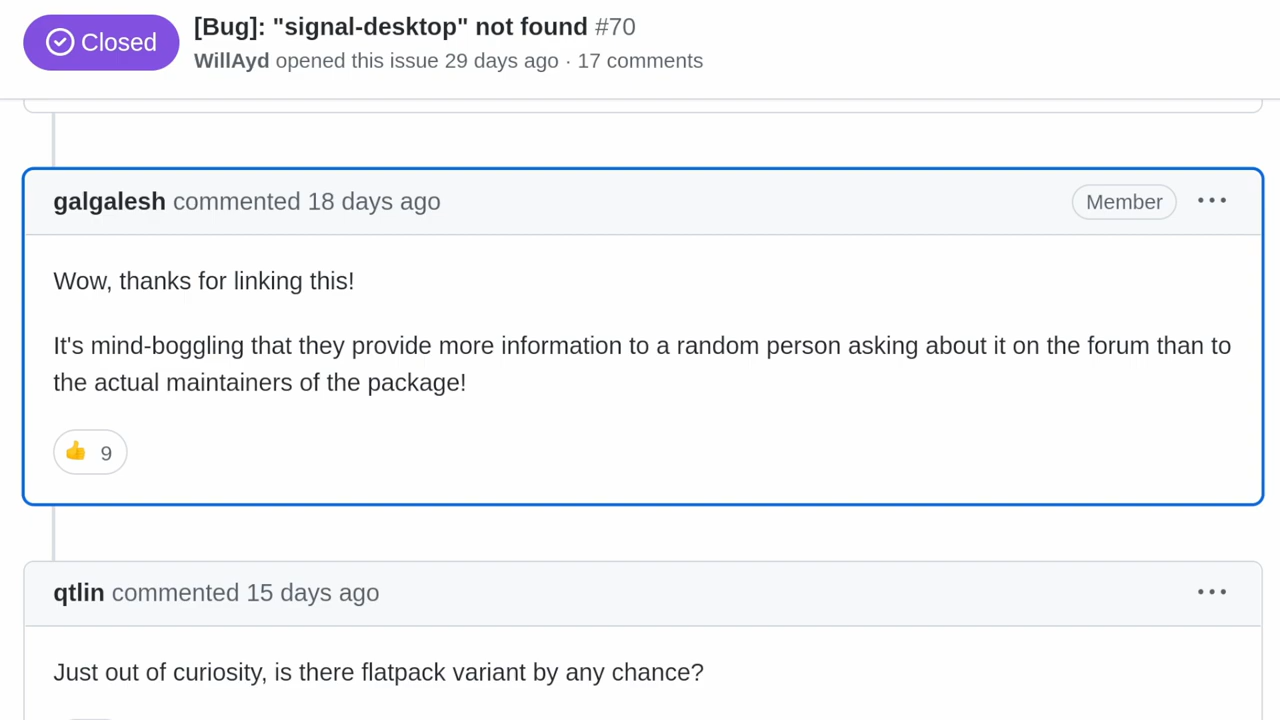 Closed
[Bug]: "signal-desktop" not found #70
WillAyd opened this issue 29 days ago · 17 comments
galgalesh commented 18 days ago
Member
Wow, thanks for linking this!
It's mind-boggling that they provide more information to a random person asking about it on the forum than to
the actual maintainers of the package!
👍 9
qtlin commented 15 days ago
Just out of curiosity, is there flatpack variant by any chance?